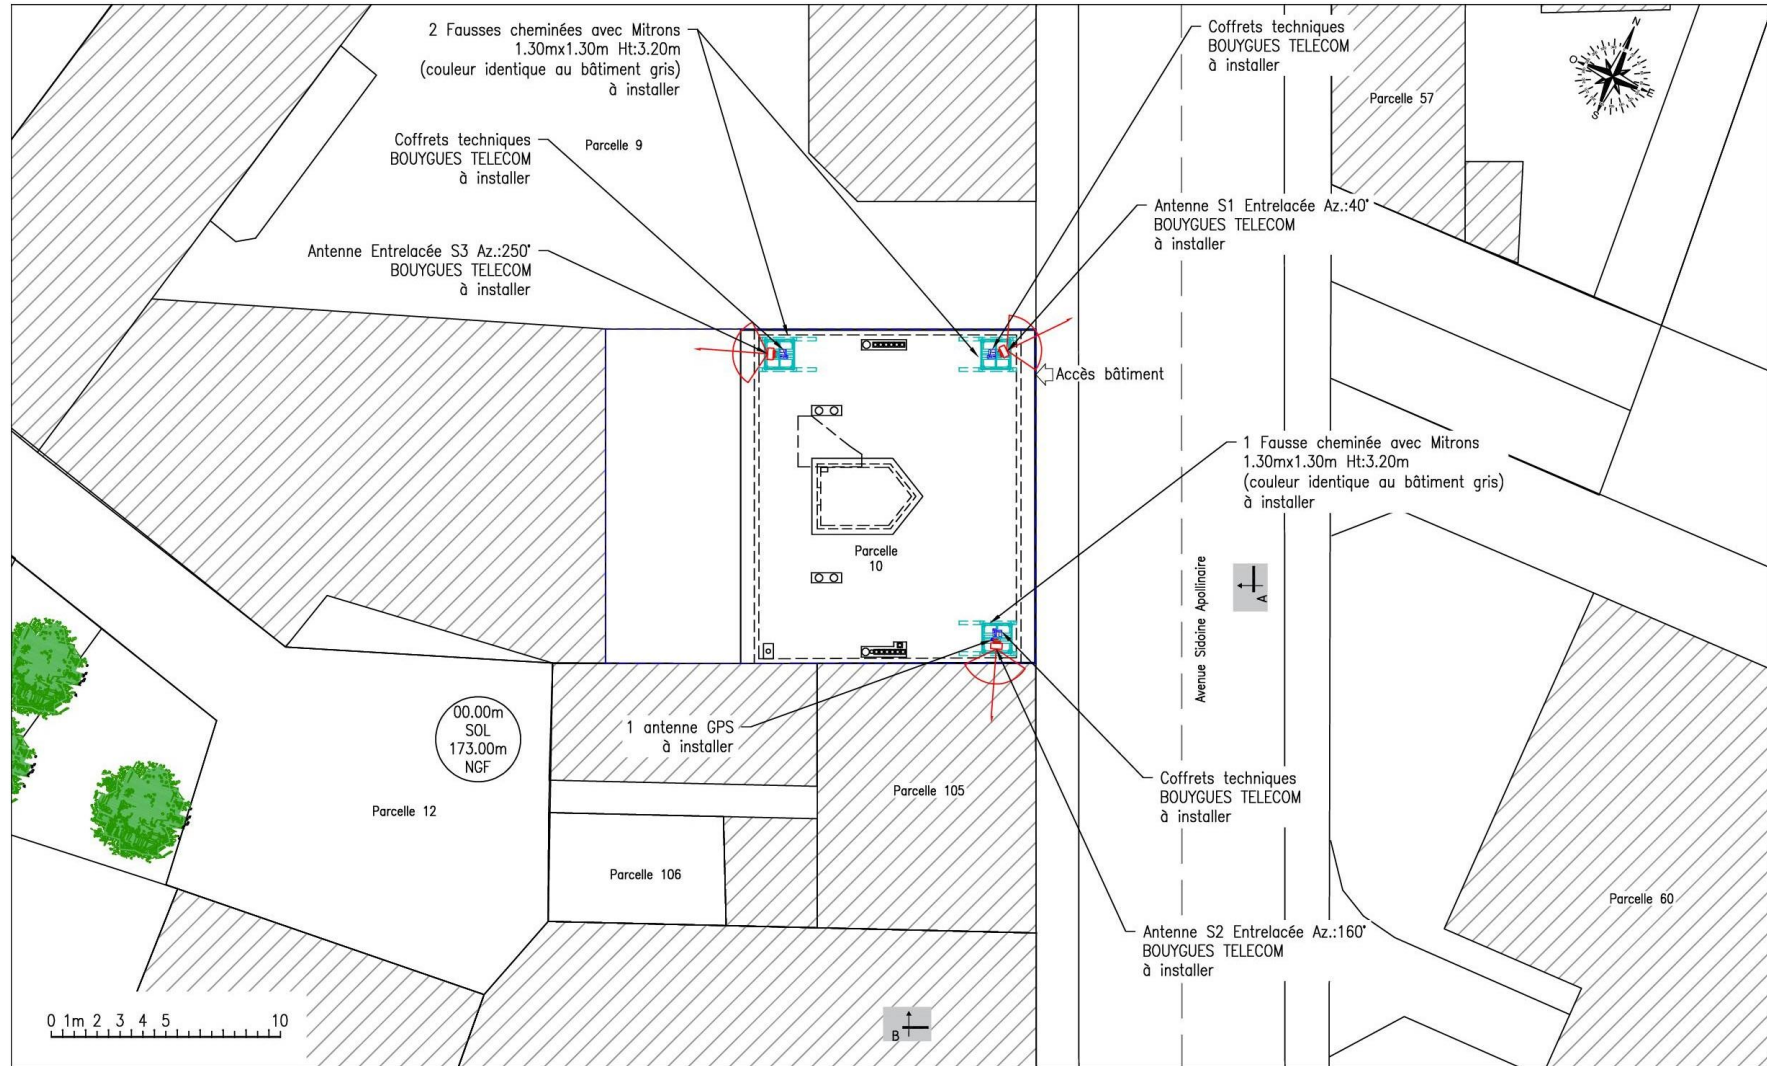 2 Fausses cheminées avec Mitrons
1.30mx1.30m Ht:3.20m
(couleur identique au bâtiment gris)
à installer
Coffrets techniques
BOUYGUES TELECOM
à installer
Parcelle 57
N
O
E
S
Coffrets techniques
BOUYGUES TELECOM
à installer
Parcelle 9
Antenne S1 Entrelacée Az.:40°
BOUYGUES TELECOM
à installer
Antenne Entrelacée S3 Az.:250°
BOUYGUES TELECOM
à installer
Accès bâtiment
1 Fausse cheminée avec Mitrons
1.30mx1.30m Ht:3.20m
(couleur identique au bâtiment gris)
à installer
Parcelle
10
Avenue Sidoine Apollinaire
A
00.00m
SOL
173.00m
NGF
1 antenne GPS
à installer
Coffrets techniques
BOUYGUES TELECOM
à installer
Parcelle 12
Parcelle 105
Parcelle 106
Parcelle 60
Antenne S2 Entrelacée Az.:160°
BOUYGUES TELECOM
à installer
0 1m 2 3 4 5 10
B